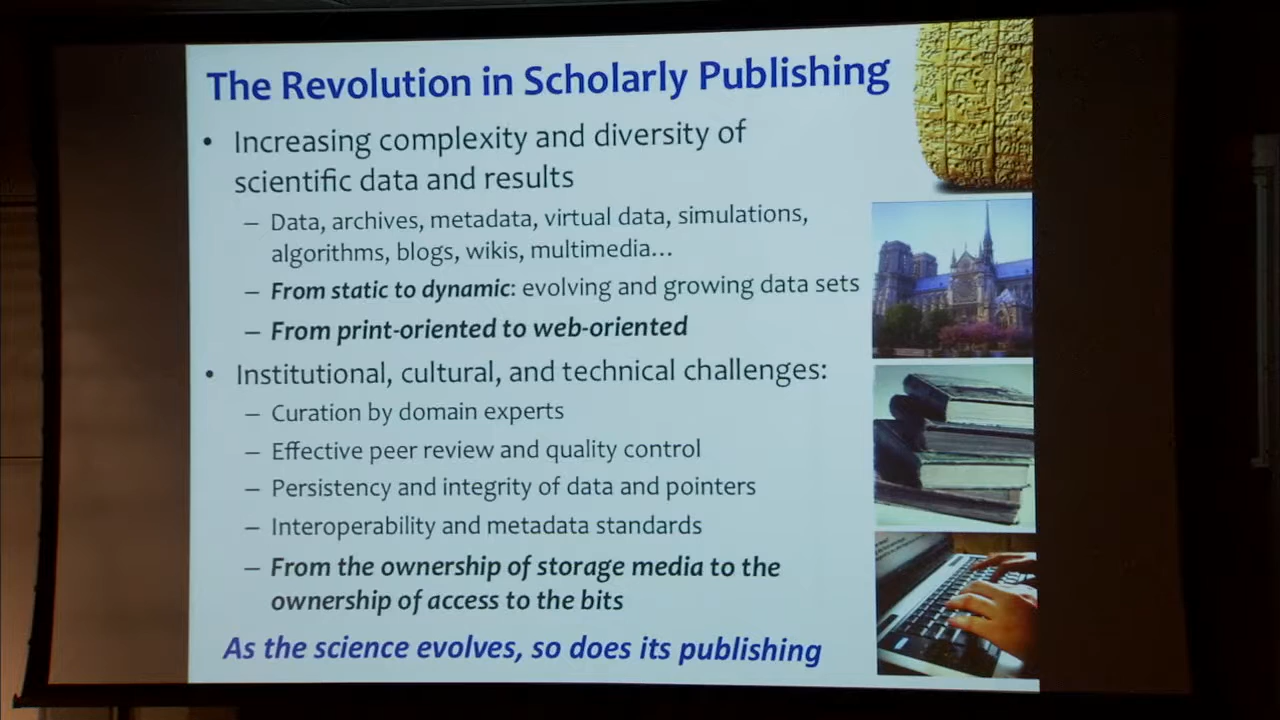 The Revolution in Scholarly Publishing
• Increasing complexity and diversity of
scientific data and results
– Data, archives, metadata, virtual data, simulations,
algorithms, blogs, wikis, multimedia…
– From static to dynamic: evolving and growing data sets
– From print-oriented to web-oriented
• Institutional, cultural, and technical challenges:
– Curation by domain experts
– Effective peer review and quality control
– Persistency and integrity of data and pointers
– Interoperability and metadata standards
– From the ownership of storage media to the
ownership of access to the bits
As the science evolves, so does its publishing